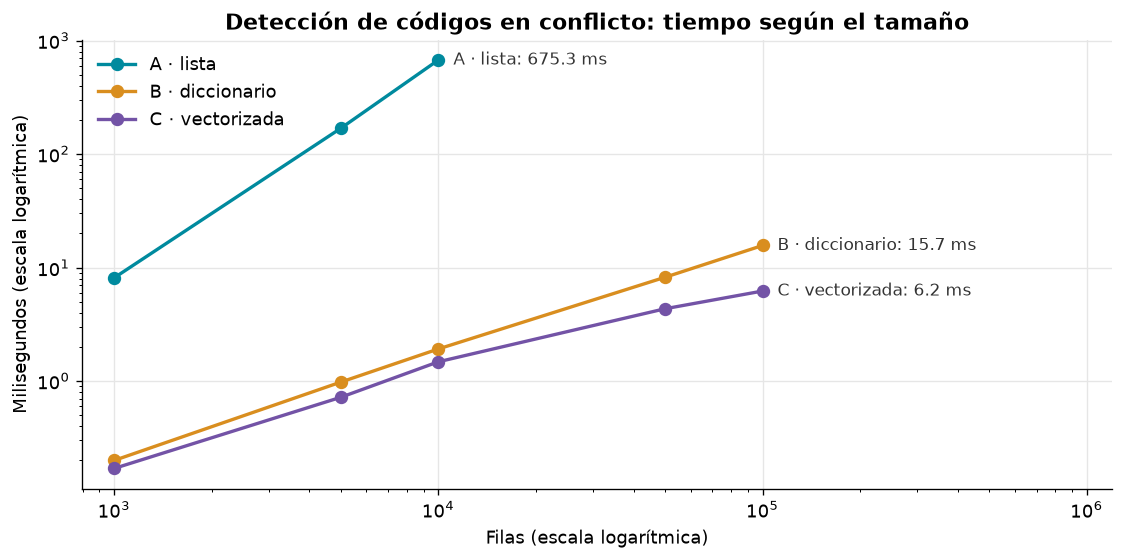 Detección de códigos en conflicto: tiempo según el tamaño
A · lista
B · diccionario
C · vectorizada
A · lista: 675.3 ms
B · diccionario: 15.7 ms
C · vectorizada: 6.2 ms
Milisegundos (escala logarítmica)
10³
10²
10¹
10⁰
10³ 10⁴ 10⁵ 10⁶
Filas (escala logarítmica)